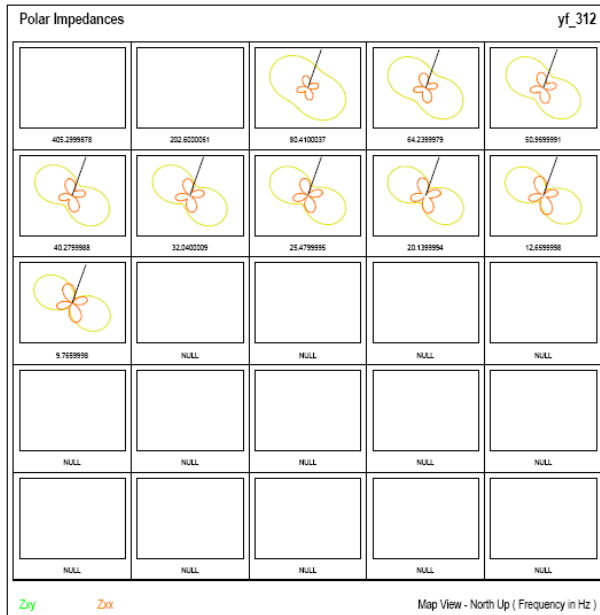 Polar Impedances yf_312
405.2999878 202.6000061 80.4100037 64.2399979 50.9599991
40.2799988 32.0400009 25.4799995 20.1399994 12.6599998
9.7659998 NULL NULL NULL NULL
NULL NULL NULL NULL NULL
NULL NULL NULL NULL NULL
Zxy Zxx Map View - North Up ( Frequency in Hz )